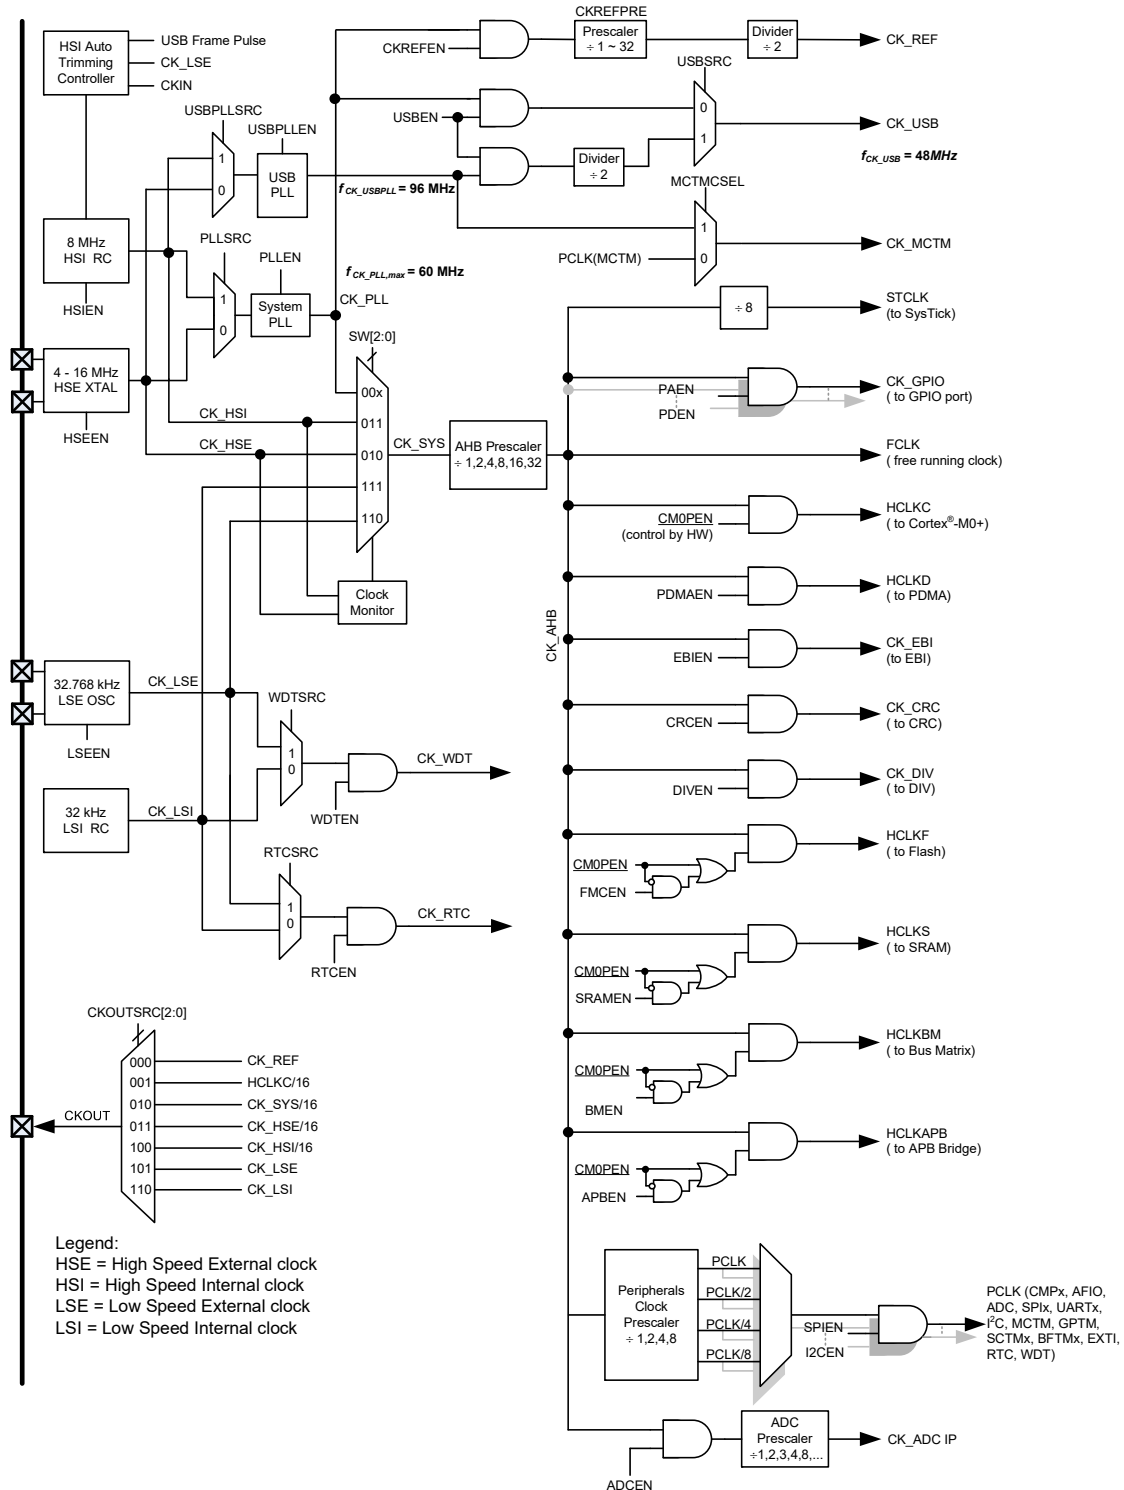 CKREFPRE
HSI Auto
Trimming
Controller
USB Frame Pulse
CK_LSE
CKIN
CKREFEN
Prescaler
÷ 1 ~ 32
Divider
÷ 2
CK_REF
USBSRC
USBPLLSRC
USBPLLEN
USBEN
0
1
CK_USB
f CK_USB = 48MHz
1
0
USB
PLL
f CK_USBPLL = 96 MHz
Divider
÷ 2
MCTMCSEL
1
0
PCLK(MCTM)
CK_MCTM
8 MHz
HSI RC
HSIEN
PLLSRC
PLLEN
1
0
System
PLL
f CK_PLL,max = 60 MHz
CK_PLL
÷ 8
STCLK
(to SysTick)
4 - 16 MHz
HSE XTAL
HSEEN
SW[2:0]
00x
011
010
111
110
CK_HSI
CK_HSE
CK_SYS
AHB Prescaler
÷ 1,2,4,8,16,32
PAEN
PDEN
CK_GPIO
( to GPIO port)
FCLK
( free running clock)
CM0PEN
(control by HW)
HCLKC
( to Cortex®-M0+)
Clock
Monitor
PDMAEN
HCLKD
( to PDMA)
CK_AHB
EBIEN
CK_EBI
(to EBI)
32.768 kHz
LSE OSC
LSEEN
CK_LSE
WDTSRC
1
0
CK_WDT
WDTEN
CRCEN
CK_CRC
( to CRC)
DIVEN
CK_DIV
( to DIV)
32 kHz
LSI RC
CK_LSI
RTCSRC
1
0
CK_RTC
RTCEN
CM0PEN
FMCEN
HCLKF
( to Flash)
CM0PEN
SRAMEN
HCLKS
( to SRAM)
CM0PEN
BMEN
HCLKBM
( to Bus Matrix)
CM0PEN
APBEN
HCLKAPB
( to APB Bridge)
CKOUTSRC[2:0]
CKOUT
000 CK_REF
001 HCLKC/16
010 CK_SYS/16
011 CK_HSE/16
100 CK_HSI/16
101 CK_LSE
110 CK_LSI
Legend:
HSE = High Speed External clock
HSI = High Speed Internal clock
LSE = Low Speed External clock
LSI = Low Speed Internal clock
Peripherals
Clock
Prescaler
÷ 1,2,4,8
PCLK
PCLK/2
PCLK/4
PCLK/8
SPIEN
I2CEN
PCLK (CMPx, AFIO,
ADC, SPIx, UARTx,
I²C, MCTM, GPTM,
SCTMx, BFTMx, EXTI,
RTC, WDT)
ADCEN
ADC
Prescaler
÷1,2,3,4,8,...
CK_ADC IP